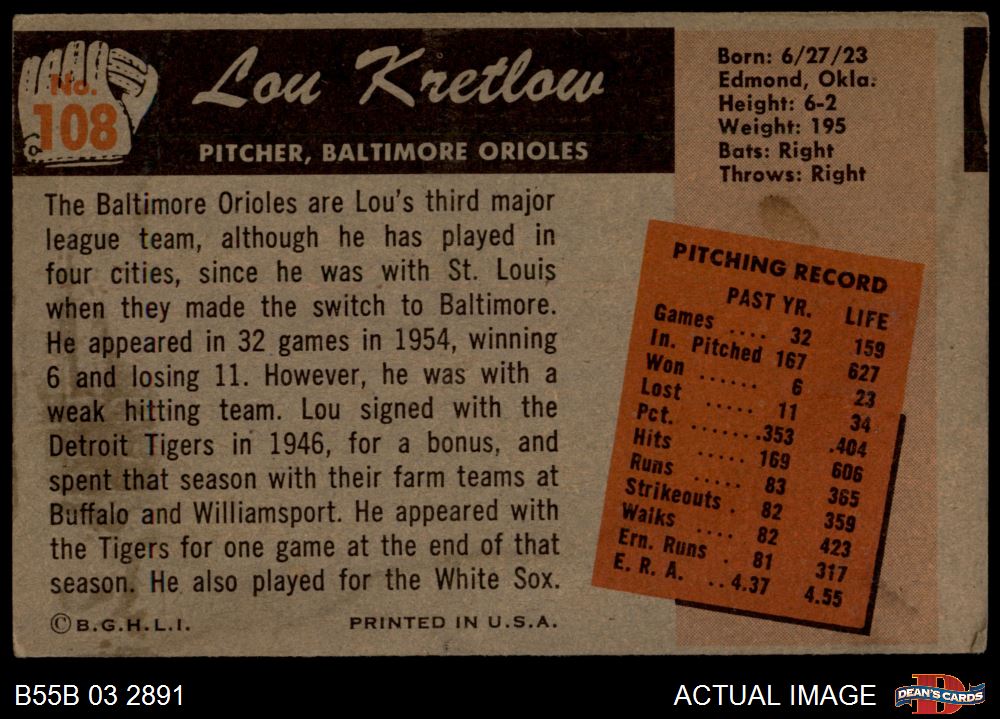 No.
108
Lou Kretlow
PITCHER, BALTIMORE ORIOLES
Born: 6/27/23
Edmond, Okla.
Height: 6-2
Weight: 195
Bats: Right
Throws: Right
The Baltimore Orioles are Lou's third major
league team, although he has played in
four cities, since he was with St. Louis
when they made the switch to Baltimore.
He appeared in 32 games in 1954, winning
6 and losing 11. However, he was with a
weak hitting team. Lou signed with the
Detroit Tigers in 1946, for a bonus, and
spent that season with their farm teams at
Buffalo and Williamsport. He appeared with
the Tigers for one game at the end of that
season. He also played for the White Sox.
PITCHING RECORD
PAST YR. LIFE
Games .... 32 159
In. Pitched 167 627
Won ...... 6 23
Lost ..... 11 34
Pct. .......353 .404
Hits ..... 169 606
Runs ..... 83 365
Strikeouts . 82 359
Walks .... 82 423
Ern. Runs . 81 317
E. R. A. ..4.37 4.55
©B.G.H.L.I. PRINTED IN U.S.A.
B55B 03 2891 ACTUAL IMAGE
D
DEAN'S CARDS